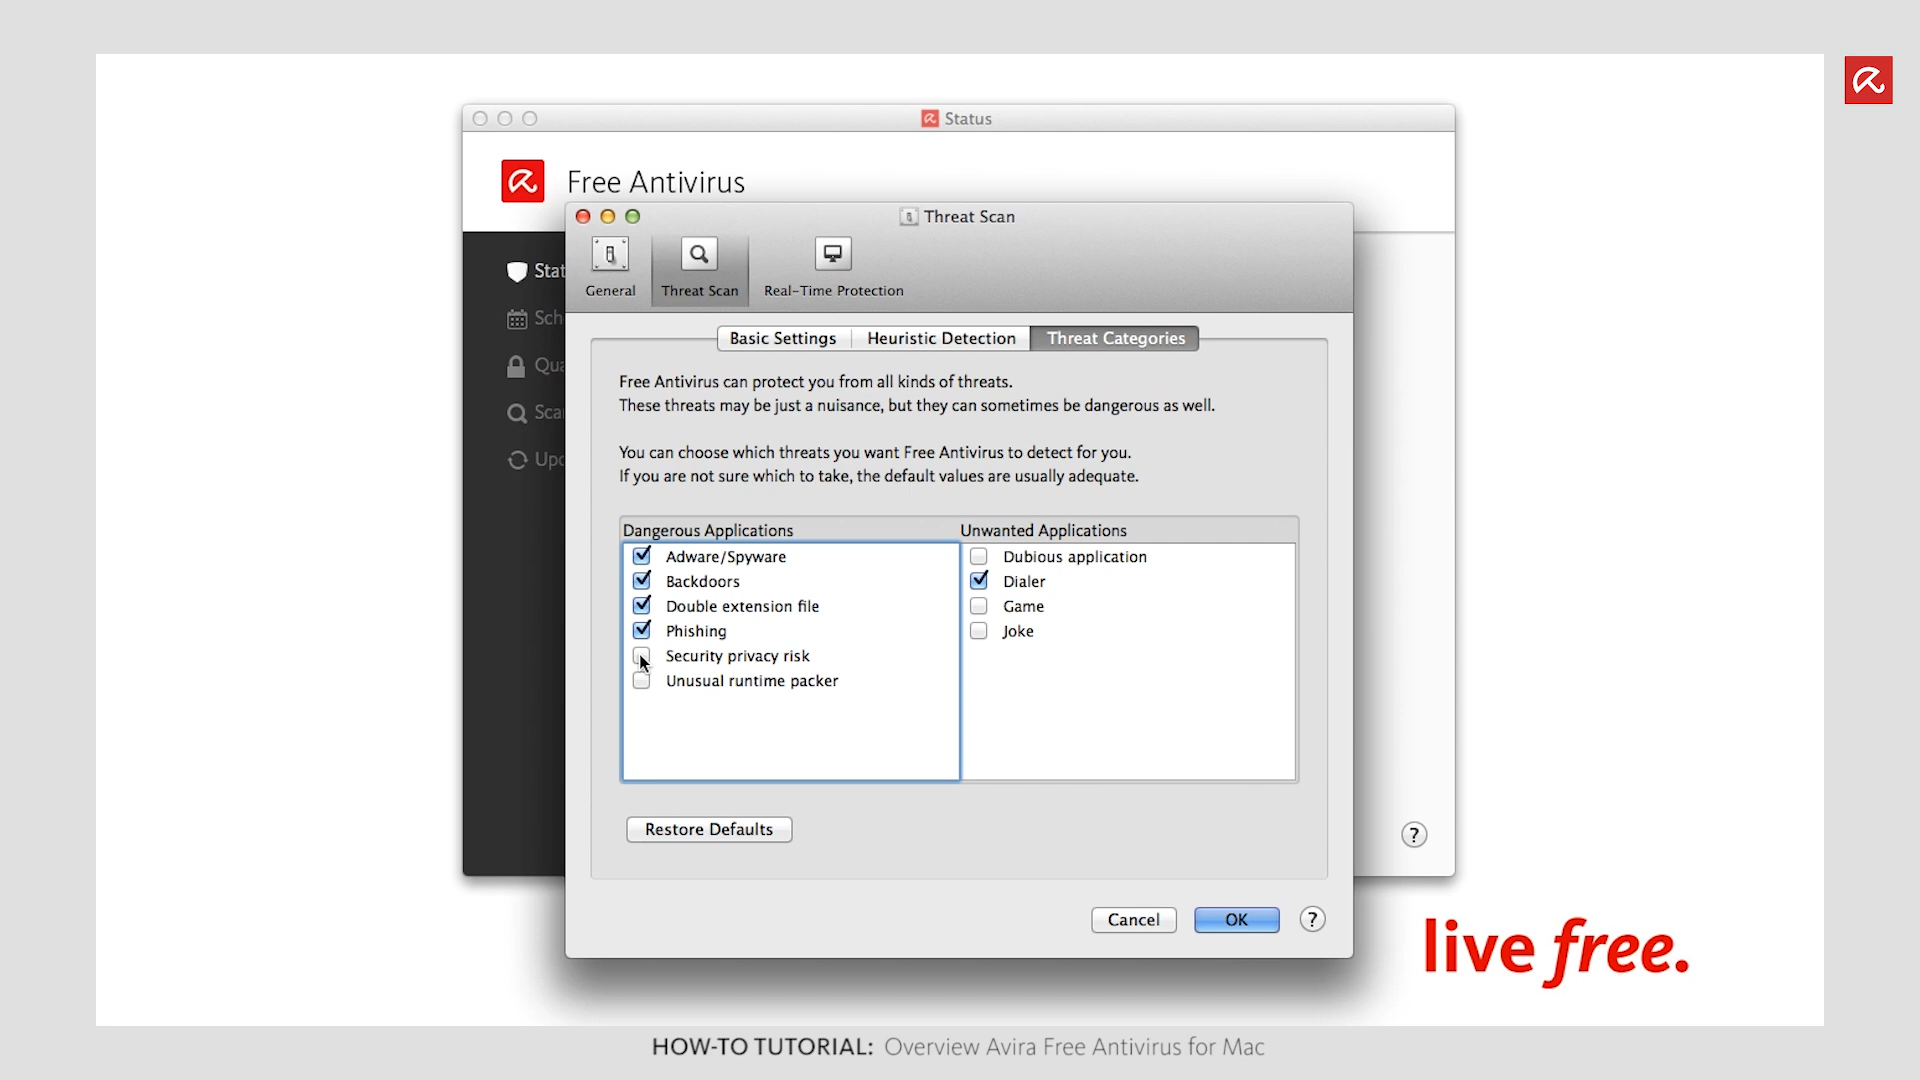 Status
Free Antivirus
Threat Scan
General
Threat Scan
Real-Time Protection
Stat
Sch
Qua
Sca
Upd
Basic Settings
Heuristic Detection
Threat Categories
Free Antivirus can protect you from all kinds of threats.
These threats may be just a nuisance, but they can sometimes be dangerous as well.
You can choose which threats you want Free Antivirus to detect for you.
If you are not sure which to take, the default values are usually adequate.
Dangerous Applications
Adware/Spyware
Backdoors
Double extension file
Phishing
Security privacy risk
Unusual runtime packer
Unwanted Applications
Dubious application
Dialer
Game
Joke
Restore Defaults
?
Cancel
OK
?
live free.
HOW-TO TUTORIAL: Overview Avira Free Antivirus for Mac